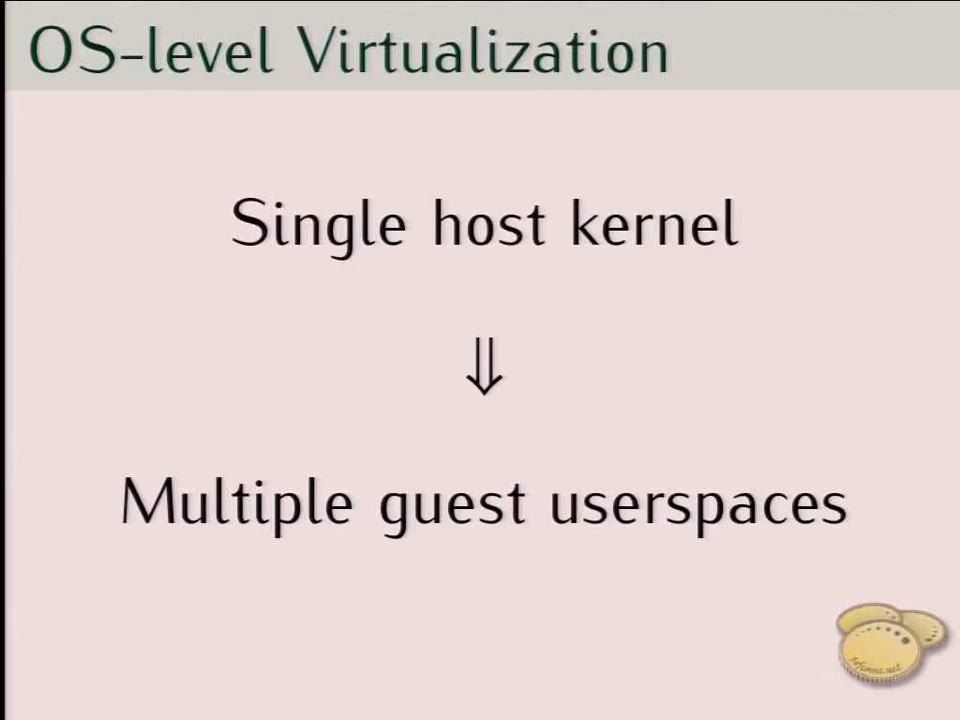 OS-level Virtualization
Single host kernel
⇓
Multiple guest userspaces